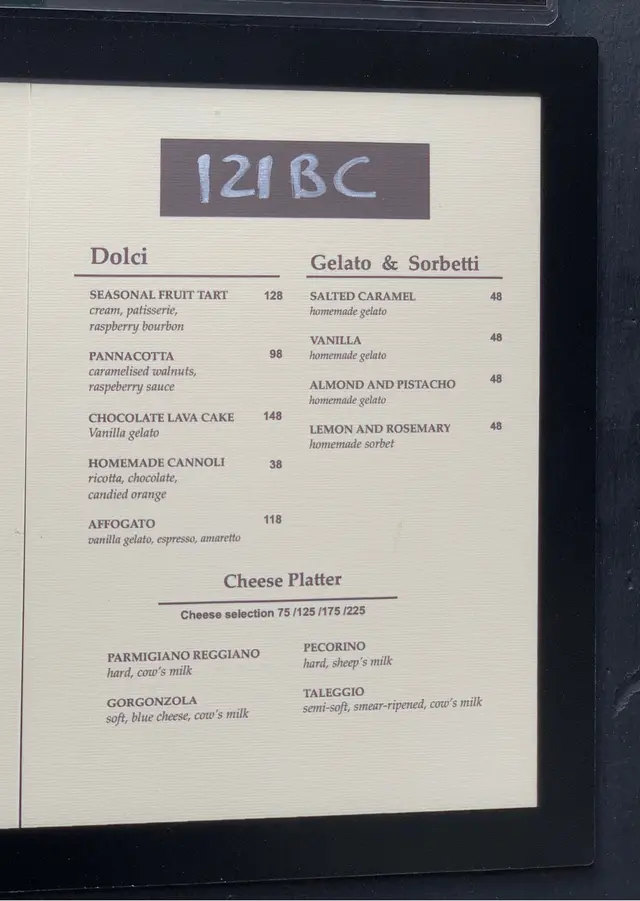 121 BC
Dolci
SEASONAL FRUIT TART 128
cream, patisserie,
raspberry bourbon
PANNACOTTA 98
caramelised walnuts,
raspeberry sauce
CHOCOLATE LAVA CAKE 148
Vanilla gelato
HOMEMADE CANNOLI 38
ricotta, chocolate,
candied orange
AFFOGATO 118
vanilla gelato, espresso, amaretto
Gelato & Sorbetti
SALTED CARAMEL 48
homemade gelato
VANILLA 48
homemade gelato
ALMOND AND PISTACHO 48
homemade gelato
LEMON AND ROSEMARY 48
homemade sorbet
Cheese Platter
Cheese selection 75 /125 /175 /225
PARMIGIANO REGGIANO
hard, cow's milk
GORGONZOLA
soft, blue cheese, cow's milk
PECORINO
hard, sheep's milk
TALEGGIO
semi-soft, smear-ripened, cow's milk